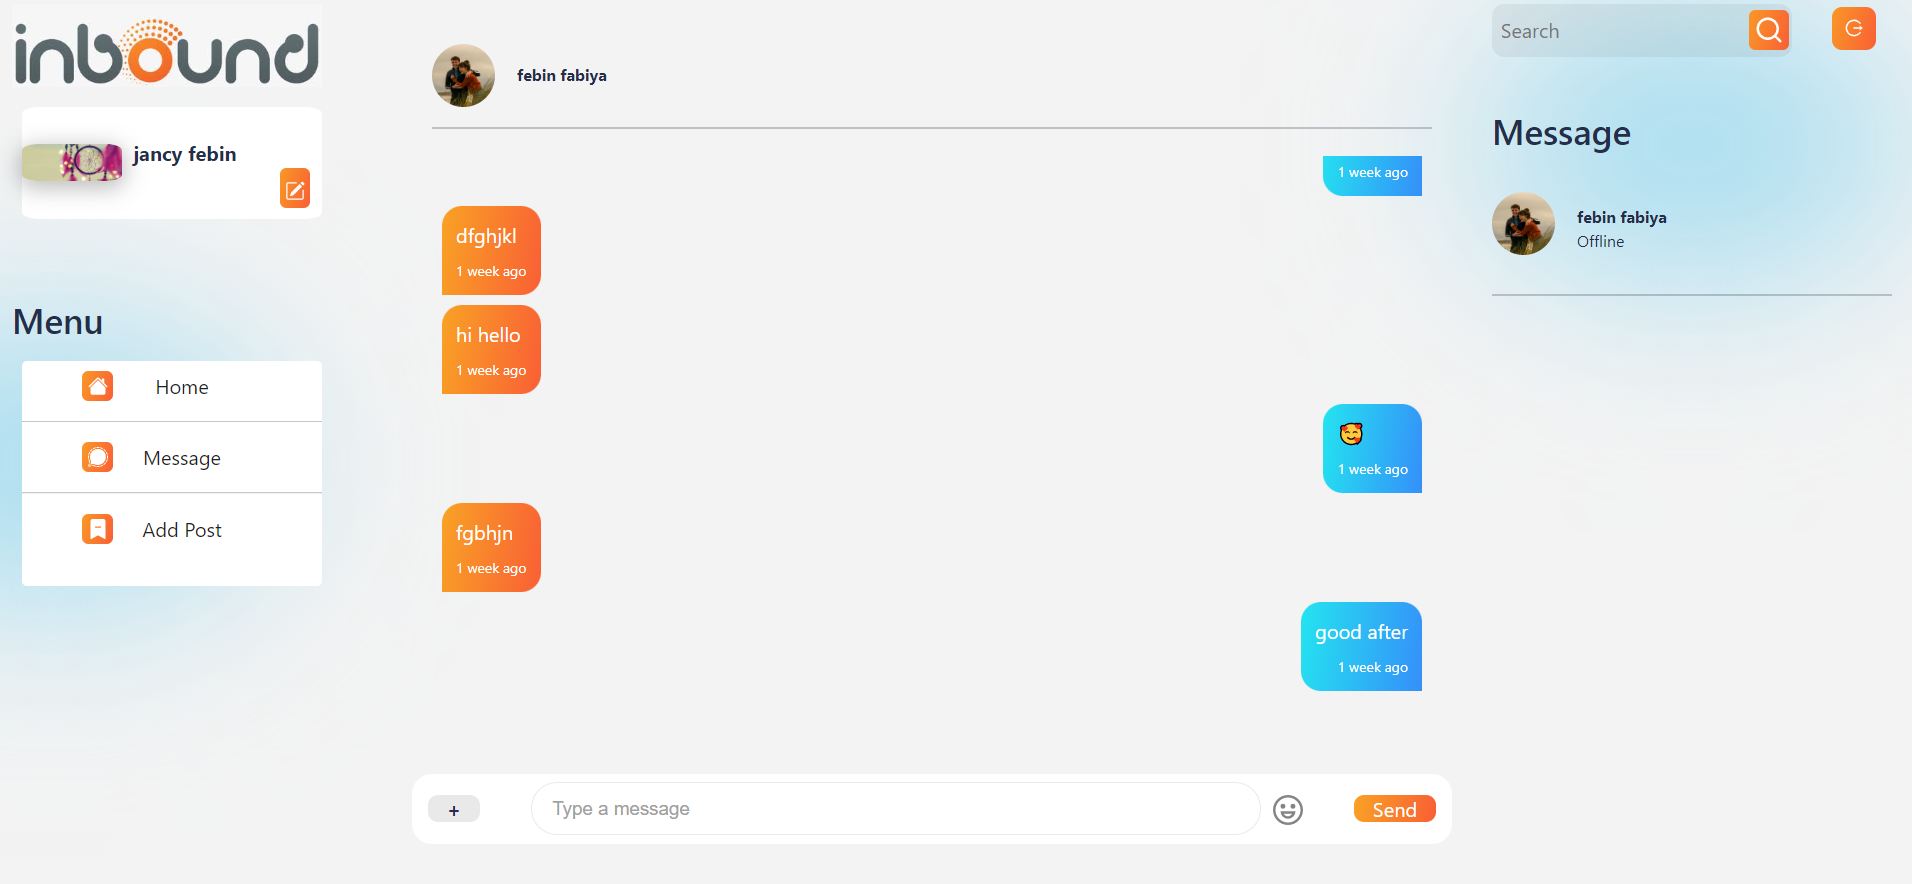 inbound
jancy febin
Menu
Home
Message
Add Post
febin fabiya
1 week ago
dfghjkl
1 week ago
hi hello
1 week ago
🥰
1 week ago
fgbhjn
1 week ago
good after
1 week ago
+
Type a message
Send
Search
Message
febin fabiya
Offline